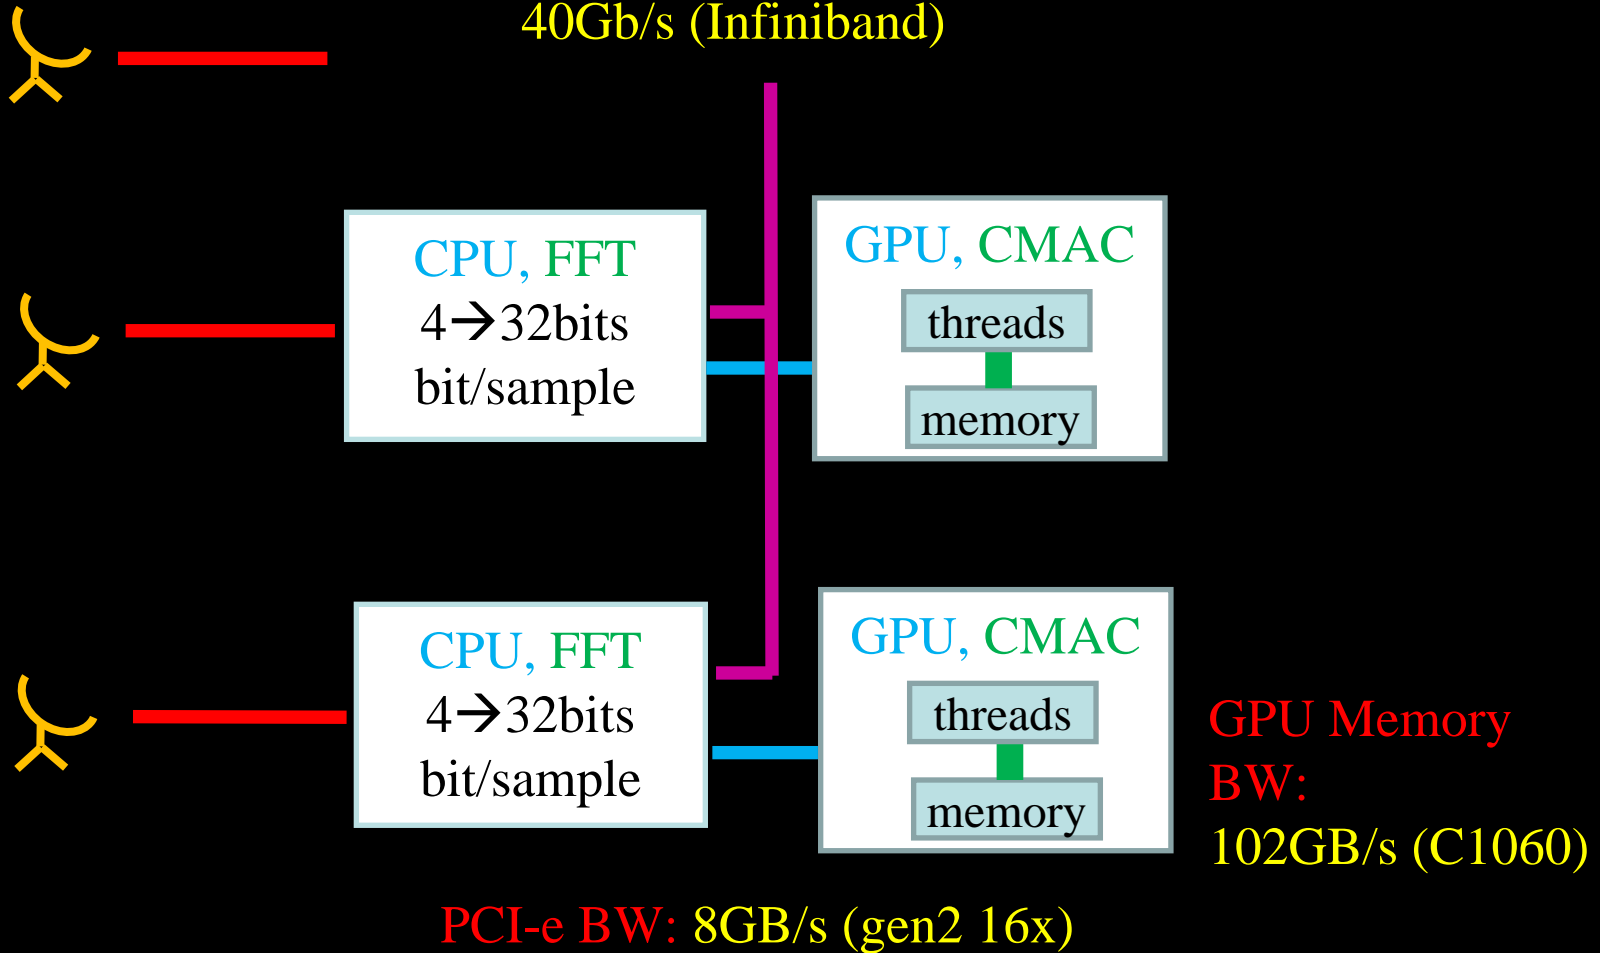 40Gb/s (Infiniband)
CPU, FFT
4→32bits
bit/sample
GPU, CMAC
threads
memory
CPU, FFT
4→32bits
bit/sample
GPU, CMAC
threads
memory
GPU Memory
BW:
102GB/s (C1060)
PCI-e BW: 8GB/s (gen2 16x)